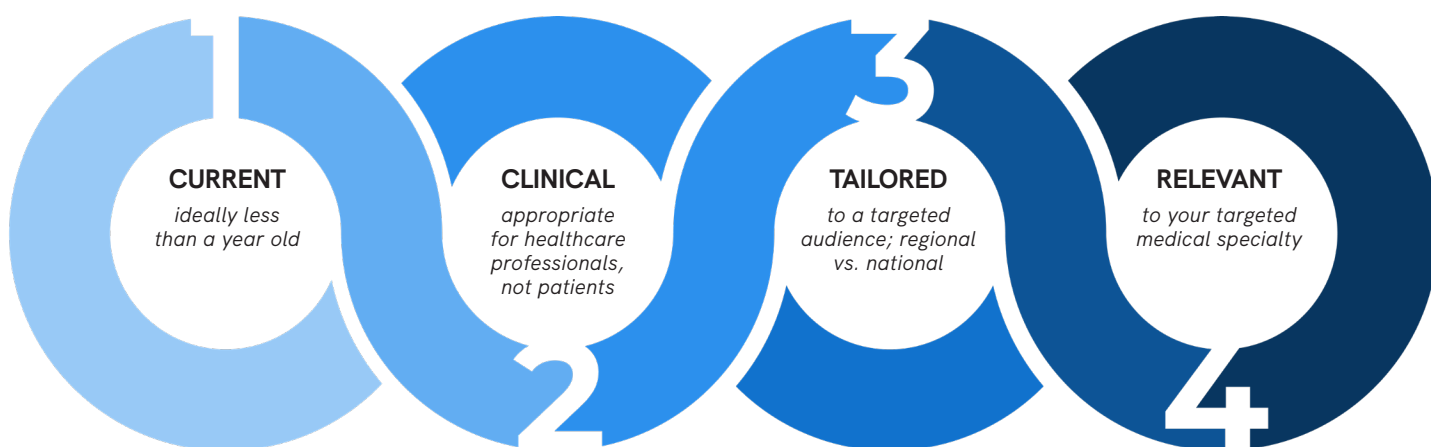 1
CURRENT
ideally less
than a year old
2
CLINICAL
appropriate
for healthcare
professionals,
not patients
3
TAILORED
to a targeted
audience; regional
vs. national
4
RELEVANT
to your targeted
medical specialty